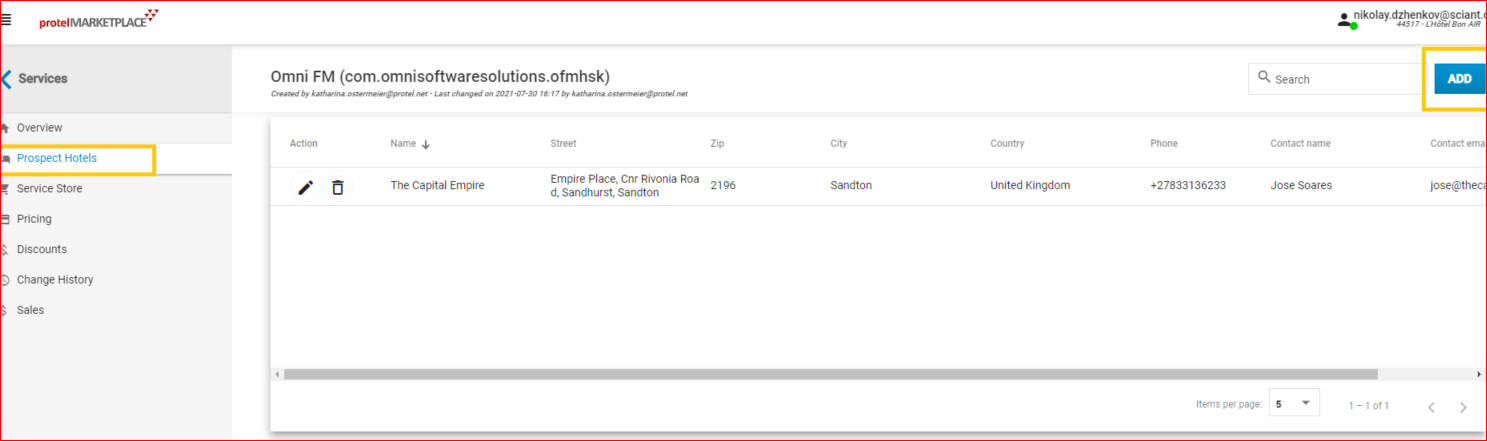 protelMARKETPLACE
nikolay.dzhenkov@sciant.
44517 - L'Hôtel Bon AIR
Services
Omni FM (com.omnisoftwaresolutions.ofmhsk)
Created by katharina.ostermeier@protel.net - Last changed on 2021-07-30 16:17 by katharina.ostermeier@protel.net
Search
ADD
Overview
Prospect Hotels
Service Store
Pricing
Discounts
Change History
Sales
Action Name Street Zip City Country Phone Contact name Contact ema
The Capital Empire Empire Place, Cnr Rivonia Roa 2196 Sandton United Kingdom +27833136233 Jose Soares jose@theca
d, Sandhurst, Sandton
Items per page: 5 1 – 1 of 1